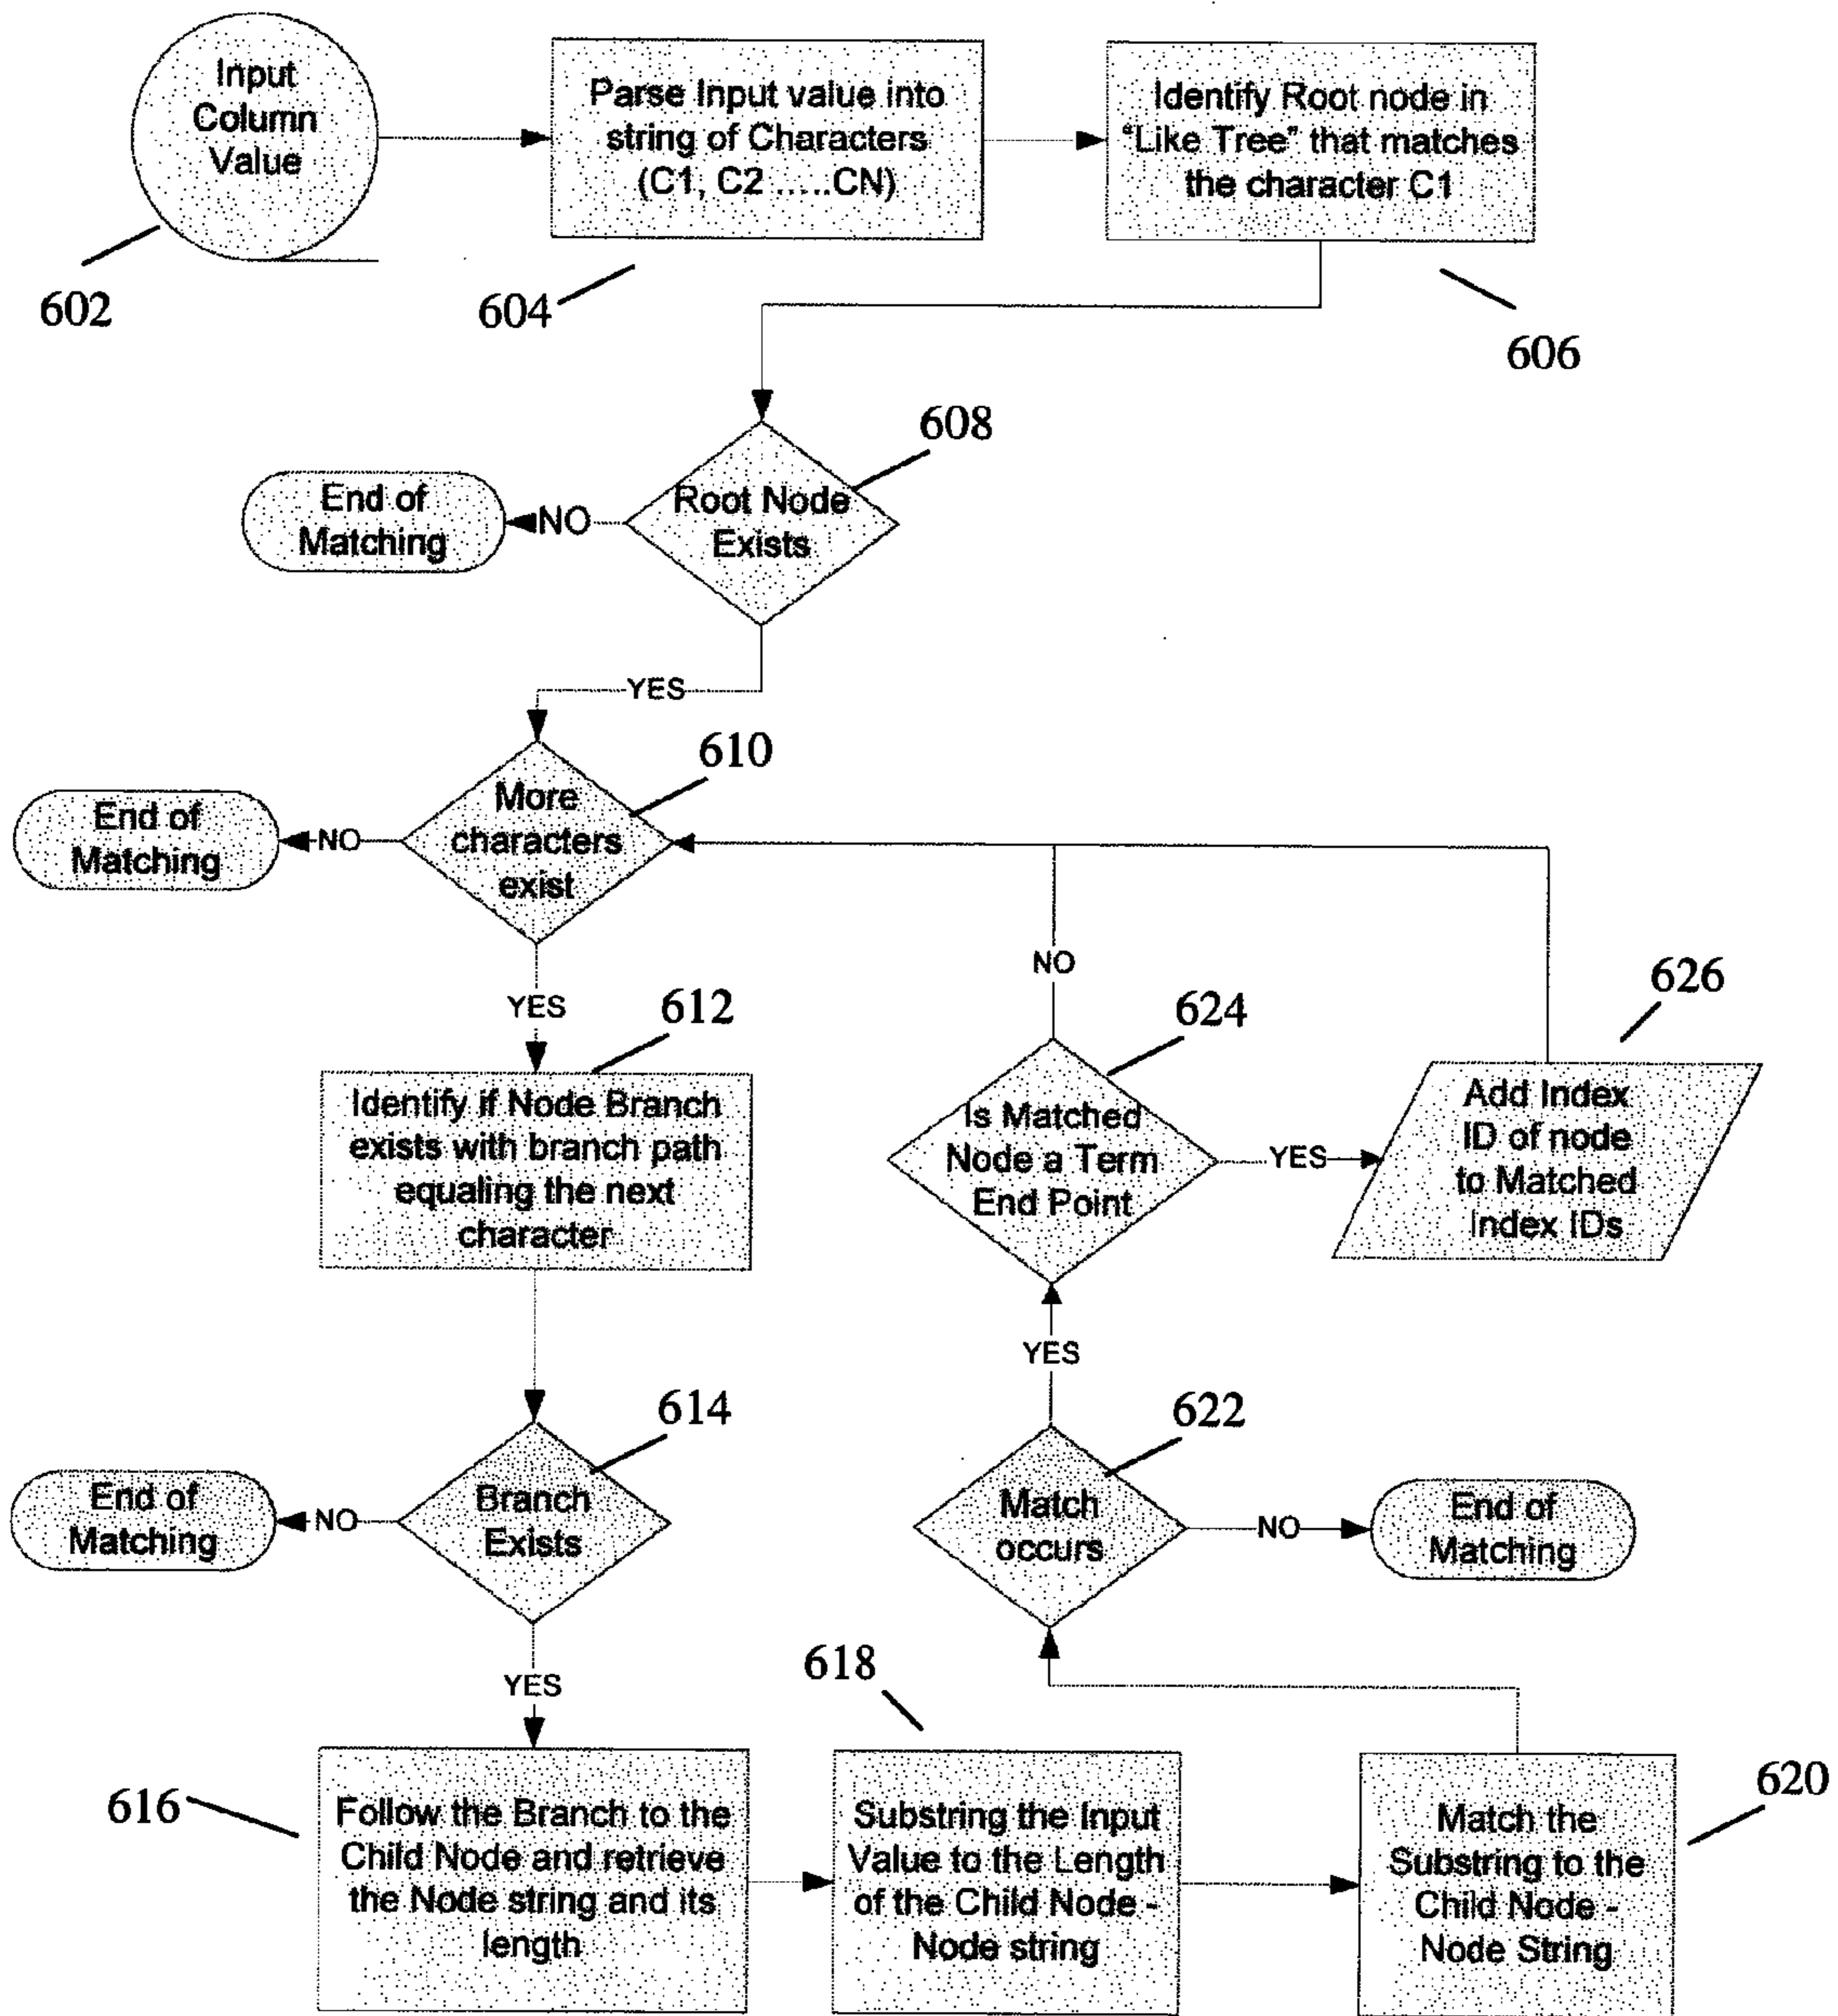 Input
Column
Value
602
Parse Input value into
string of Characters
(C1, C2 .....CN)
604
Identify Root node in
"Like Tree" that matches
the character C1
606
608
Root Node
Exists
NO
End of
Matching
YES
610
More
characters
exist
NO
End of
Matching
YES
612
Identify if Node Branch
exists with branch path
equaling the next
character
614
Branch
Exists
NO
End of
Matching
YES
616
Follow the Branch to the
Child Node and retrieve
the Node string and its
length
618
Substring the Input
Value to the Length
of the Child Node -
Node string
620
Match the
Substring to the
Child Node -
Node String
622
Match
occurs
NO
End of
Matching
YES
624
Is Matched
Node a Term
End Point
NO
YES
626
Add Index
ID of node
to Matched
Index IDs